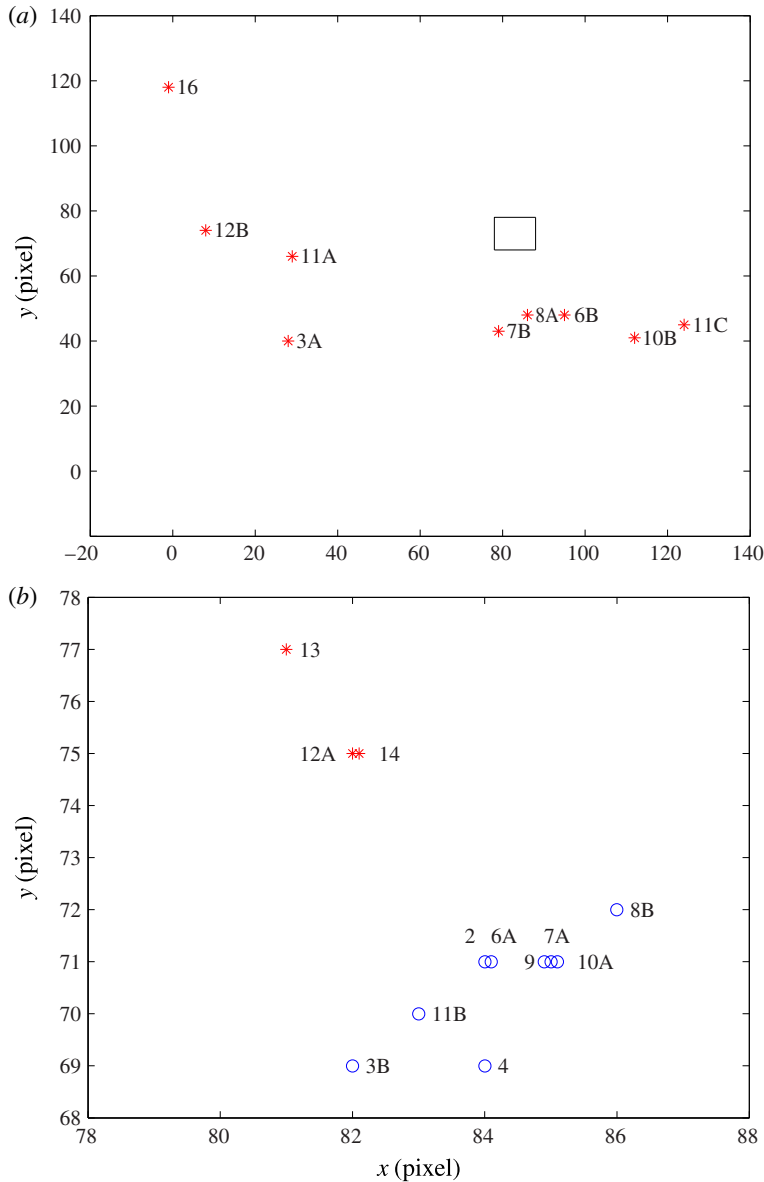 (a)
140
120
100
80
60
40
20
0
y (pixel)
16
12B
11A
3A
7B
8A
6B
10B
11C
−20 0 20 40 60 80 100 120 140
(b)
78
77
76
75
74
73
72
71
70
69
68
y (pixel)
13
12A 14
8B
2 6A 7A
9 10A
11B
3B 4
78 80 82 84 86 88
x (pixel)